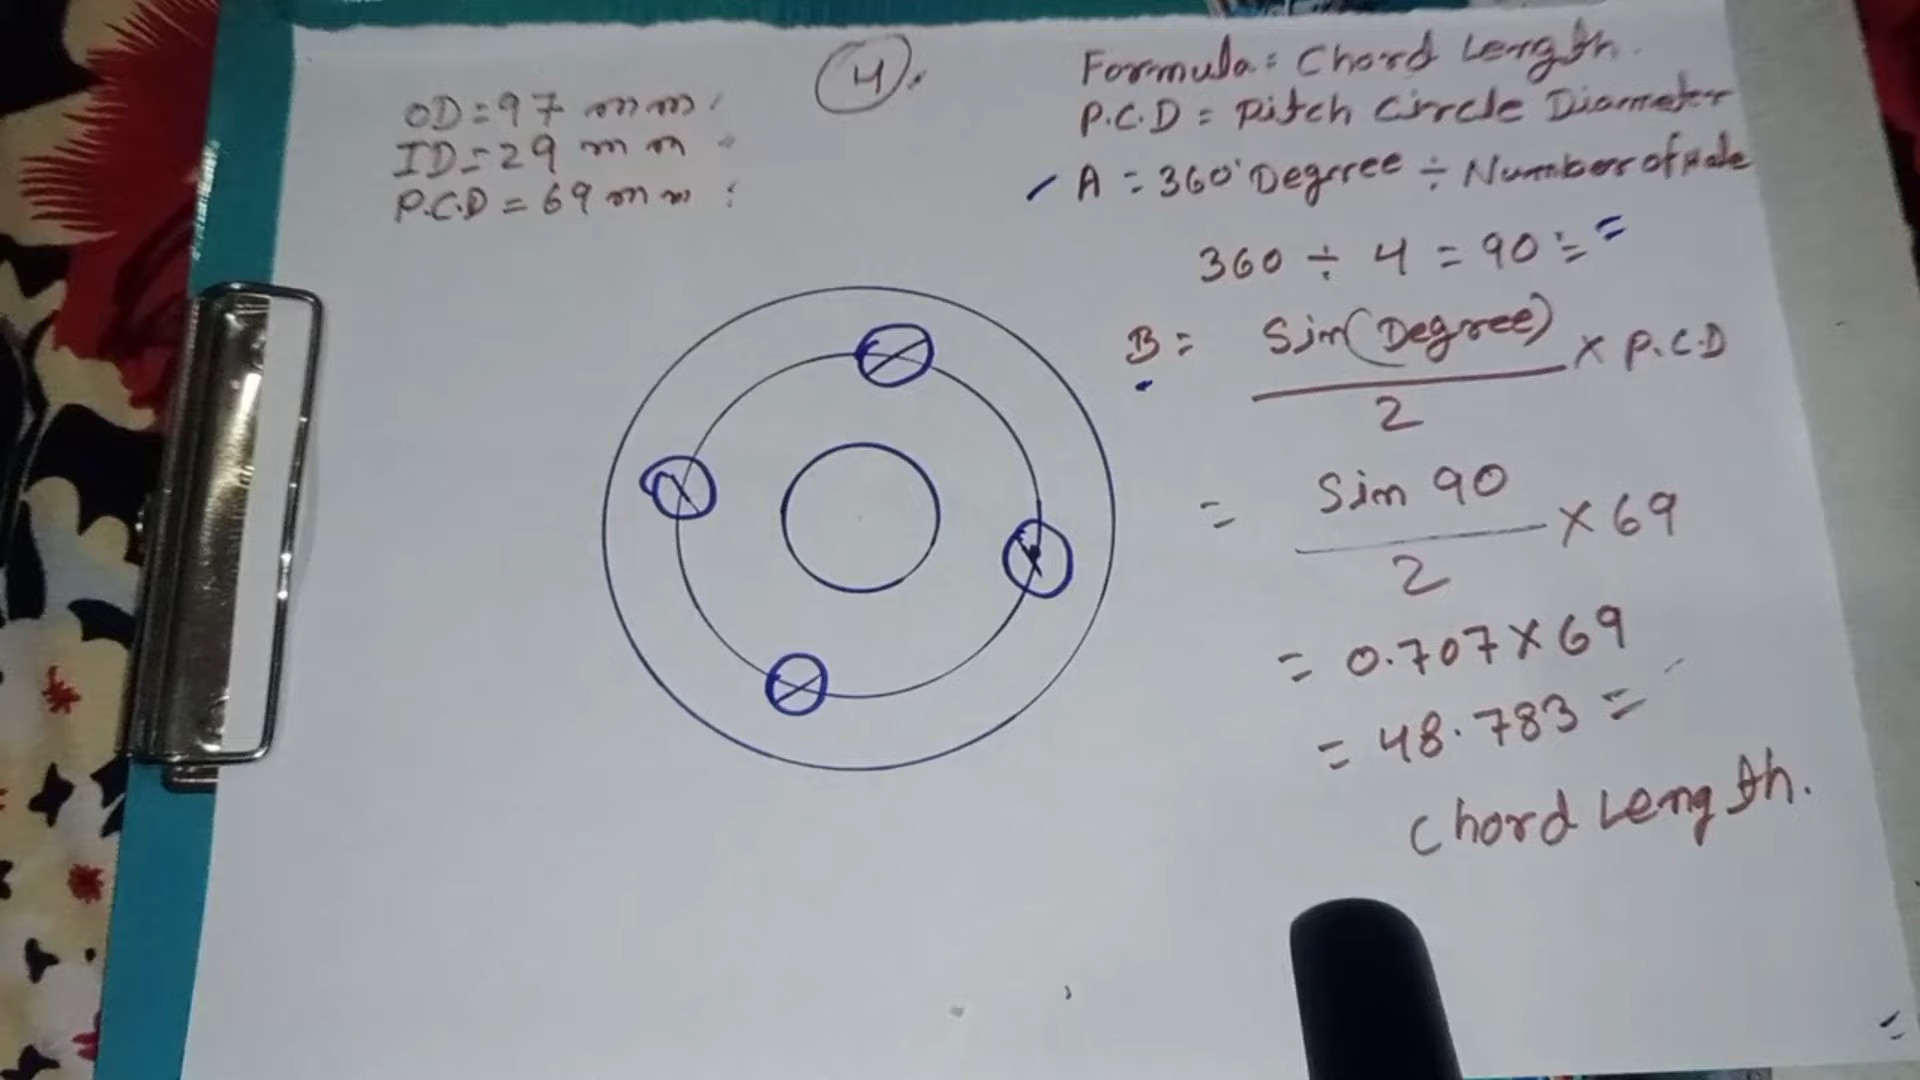 4
OD = 97 mm
ID = 29 mm
P.C.D = 69 mm
Formula = Chord Length.
P.C.D = Pitch Circle Diameter
A = 360° Degree ÷ Number of Hole
360 ÷ 4 = 90
B = Sin(Degree) / 2 × P.C.D
= Sin 90 / 2 × 69
= 0.707 × 69
= 48.783 =
Chord Length.